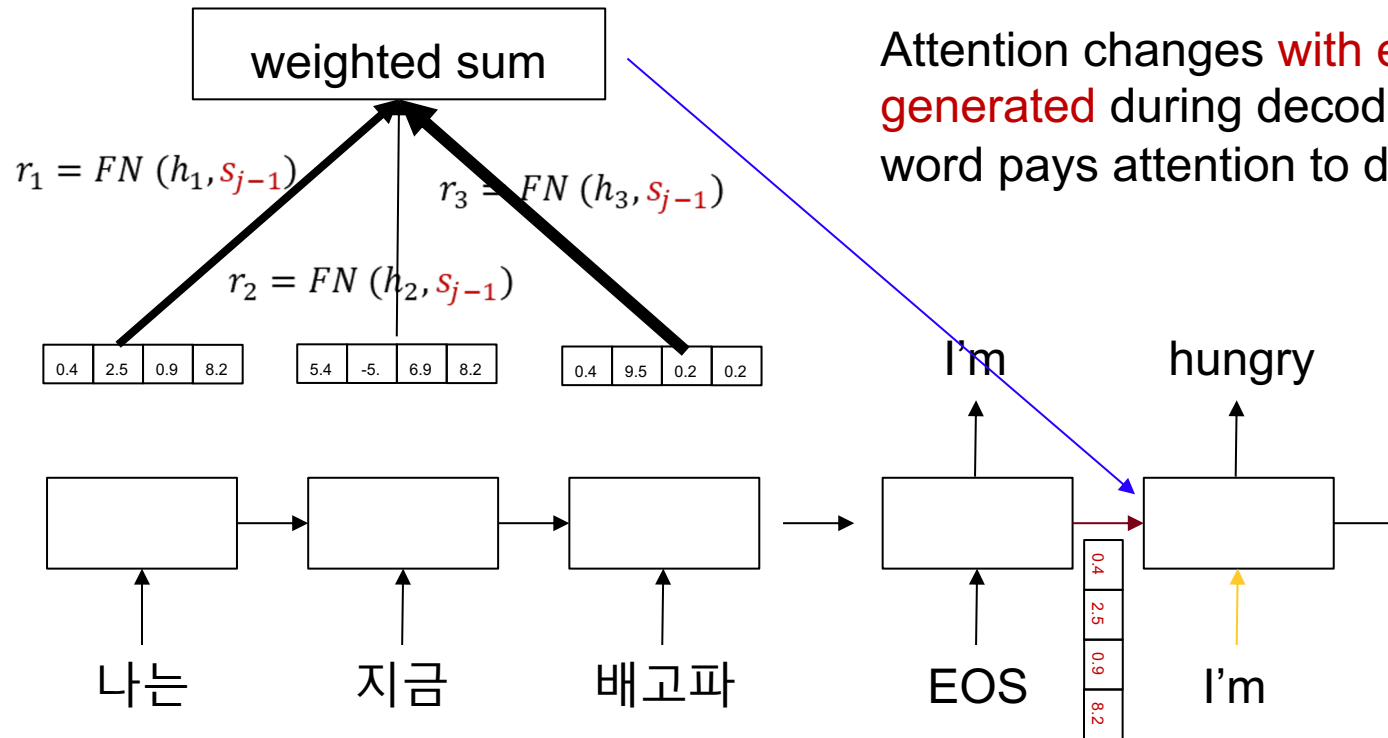 weighted sum
Attention changes with e
generated during decod
word pays attention to d
r₁ = FN (h₁, sⱼ₋₁)
r₃ = FN (h₃, sⱼ₋₁)
r₂ = FN (h₂, sⱼ₋₁)
0.4 2.5 0.9 8.2
5.4 -5. 6.9 8.2
0.4 9.5 0.2 0.2
I'm hungry
0.4
2.5
0.9
8.2
나는 지금 배고파 EOS I'm